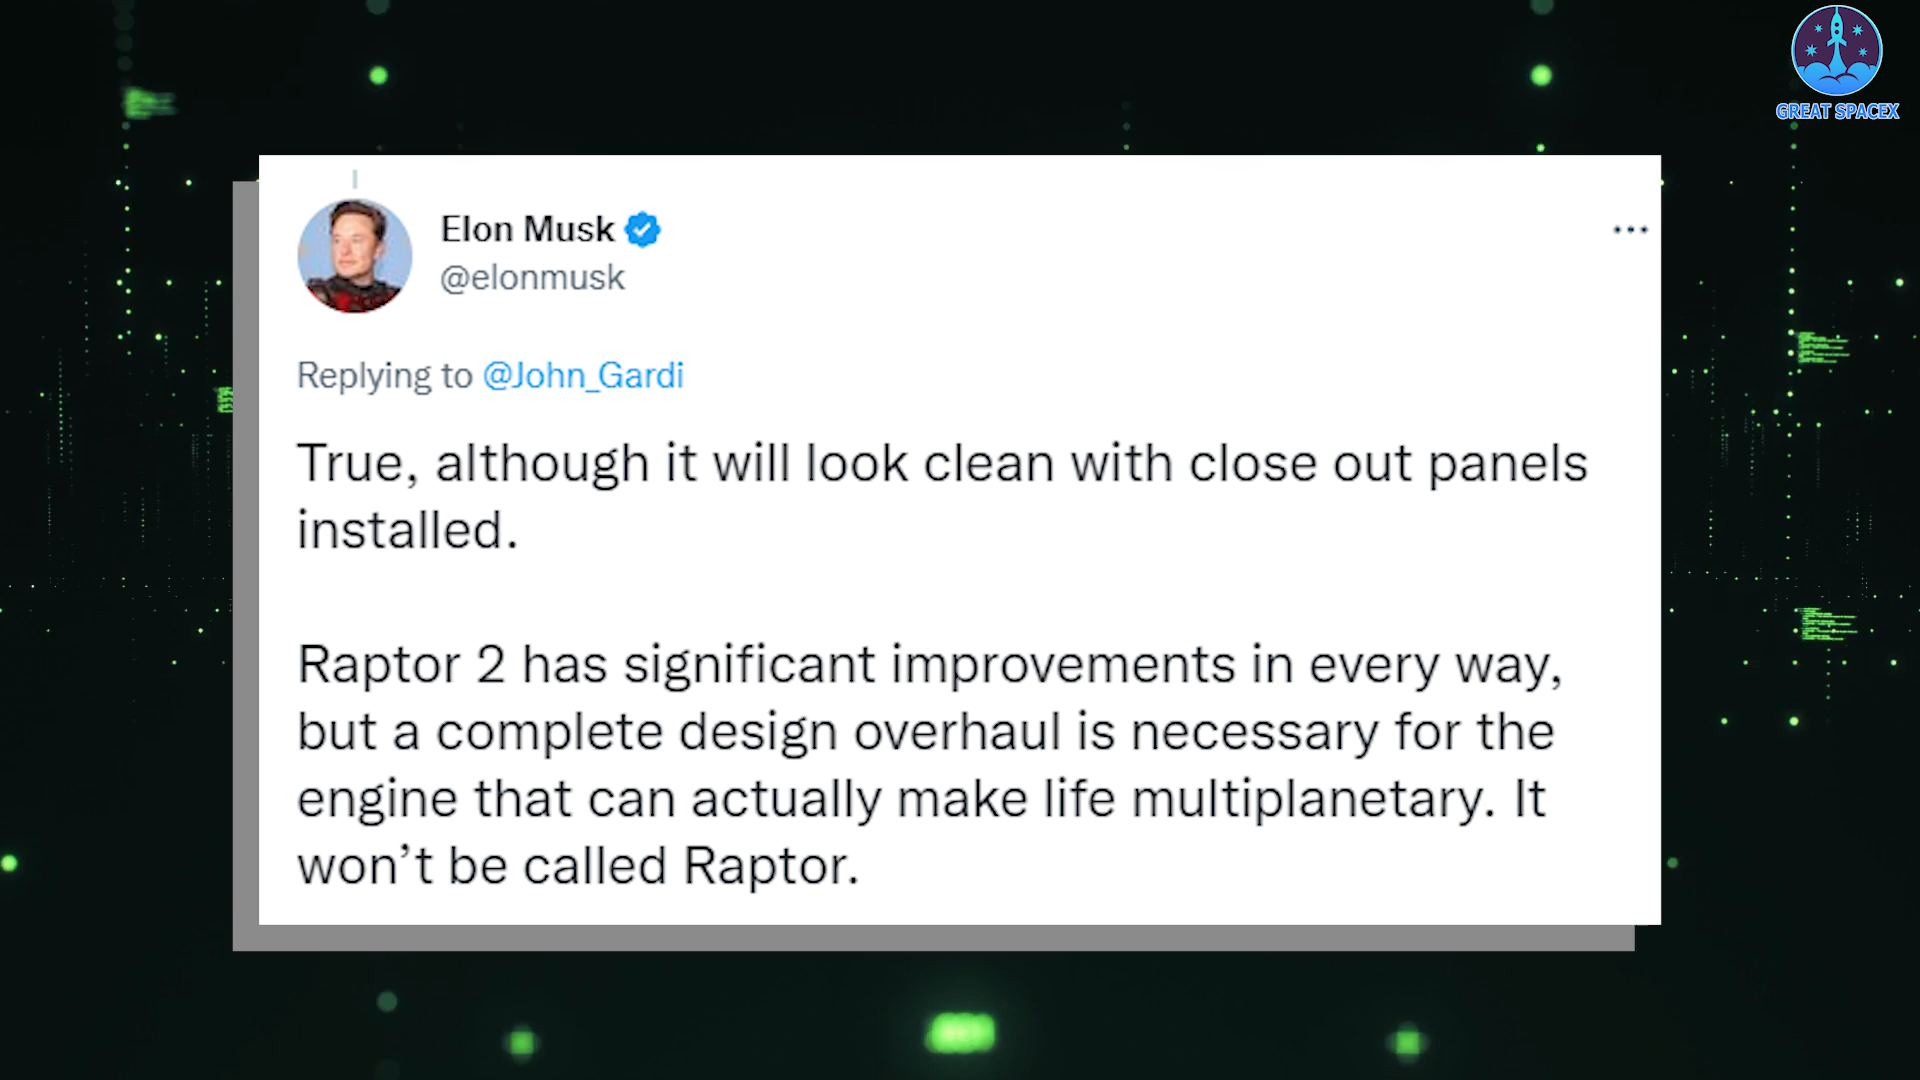 GREAT SPACEX
Elon Musk
@elonmusk
Replying to @John_Gardi
True, although it will look clean with close out panels
installed.
Raptor 2 has significant improvements in every way,
but a complete design overhaul is necessary for the
engine that can actually make life multiplanetary. It
won’t be called Raptor.